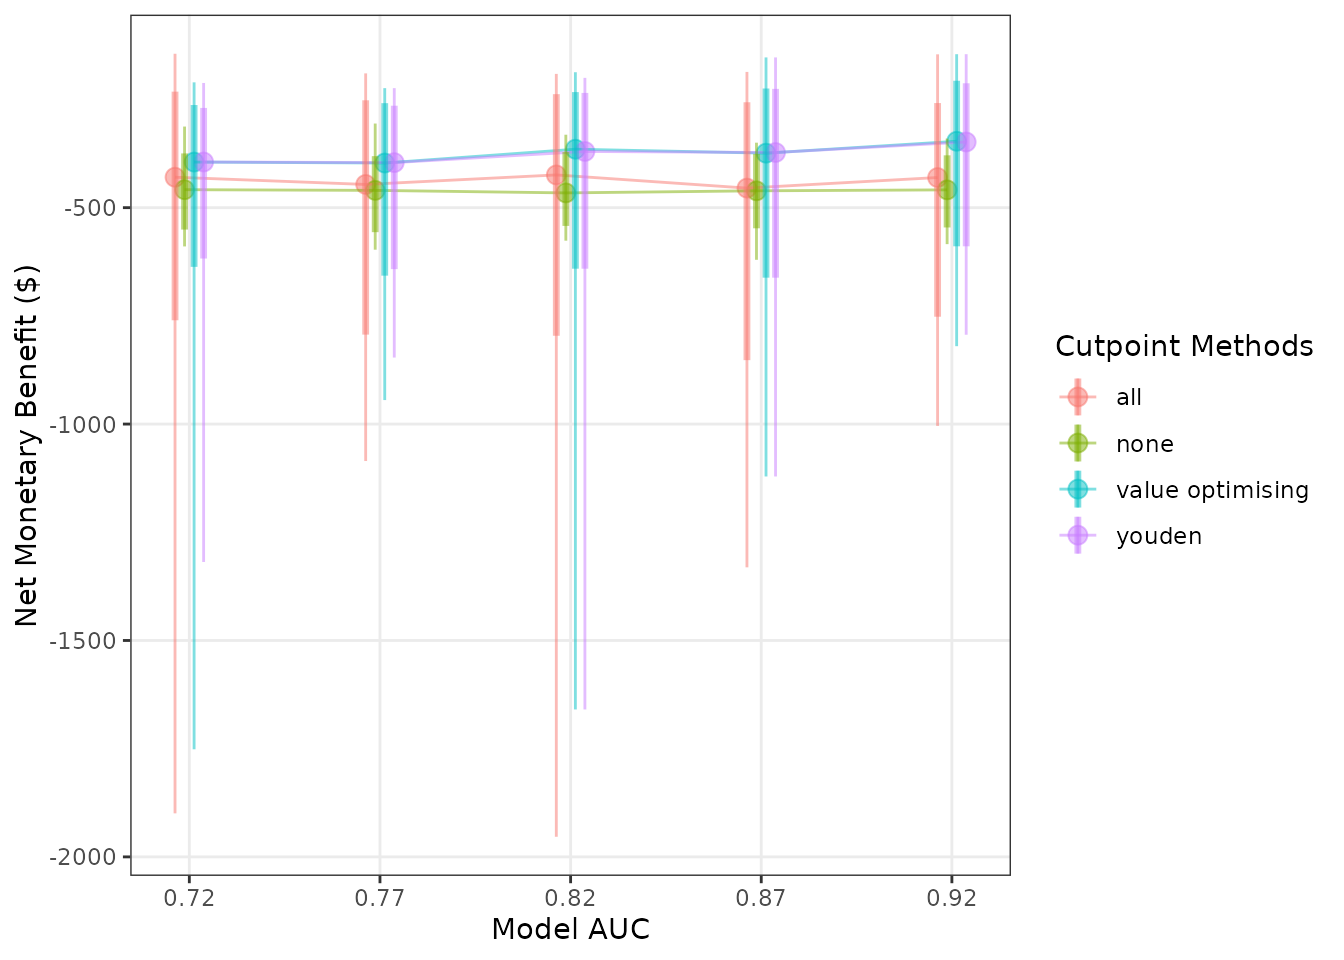 Net Monetary Benefit ($)
-500
-1000
-1500
-2000
0.72
0.77
0.82
0.87
0.92
Model AUC
Cutpoint Methods
all
none
value optimising
youden